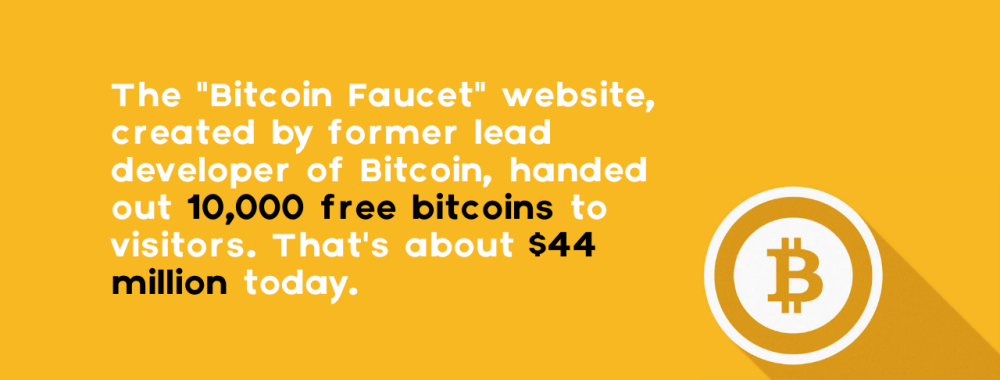 The "Bitcoin Faucet" website,
created by former lead
developer of Bitcoin, handed
out 10,000 free bitcoins to
visitors. That's about $44
million today.